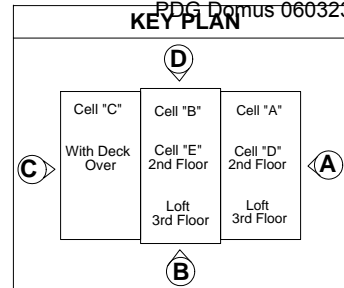 PDG Domus 060323
KEY PLAN
D
Cell "C"
With Deck
Over
Cell "B"
Cell "E"
2nd Floor
Loft
3rd Floor
Cell "A"
Cell "D"
2nd Floor
Loft
3rd Floor
C
A
B